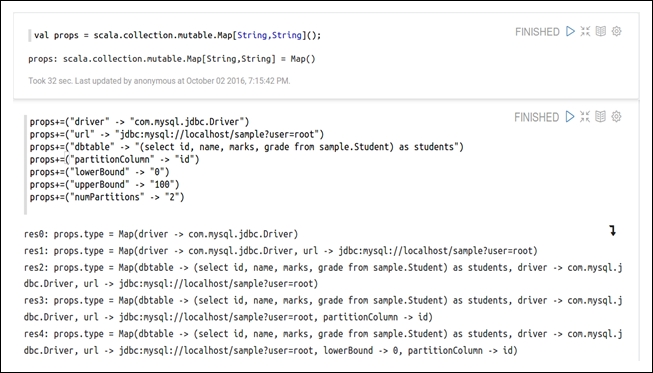 val props = scala.collection.mutable.Map[String,String]();
FINISHED
props: scala.collection.mutable.Map[String,String] = Map()
Took 32 sec. Last updated by anonymous at October 02 2016, 7:15:42 PM.
FINISHED
props+=("driver" -> "com.mysql.jdbc.Driver")
props+=("url" -> "jdbc:mysql://localhost/sample?user=root")
props+=("dbtable" -> "(select id, name, marks, grade from sample.Student) as students")
props+=("partitionColumn" -> "id")
props+=("lowerBound" -> "0")
props+=("upperBound" -> "100")
props+=("numPartitions" -> "2")
res0: props.type = Map(driver -> com.mysql.jdbc.Driver)
res1: props.type = Map(driver -> com.mysql.jdbc.Driver, url -> jdbc:mysql://localhost/sample?user=root)
res2: props.type = Map(dbtable -> (select id, name, marks, grade from sample.Student) as students, driver -> com.mysql.j
dbc.Driver, url -> jdbc:mysql://localhost/sample?user=root)
res3: props.type = Map(dbtable -> (select id, name, marks, grade from sample.Student) as students, driver -> com.mysql.j
dbc.Driver, url -> jdbc:mysql://localhost/sample?user=root, partitionColumn -> id)
res4: props.type = Map(dbtable -> (select id, name, marks, grade from sample.Student) as students, driver -> com.mysql.j
dbc.Driver, url -> jdbc:mysql://localhost/sample?user=root, lowerBound -> 0, partitionColumn -> id)